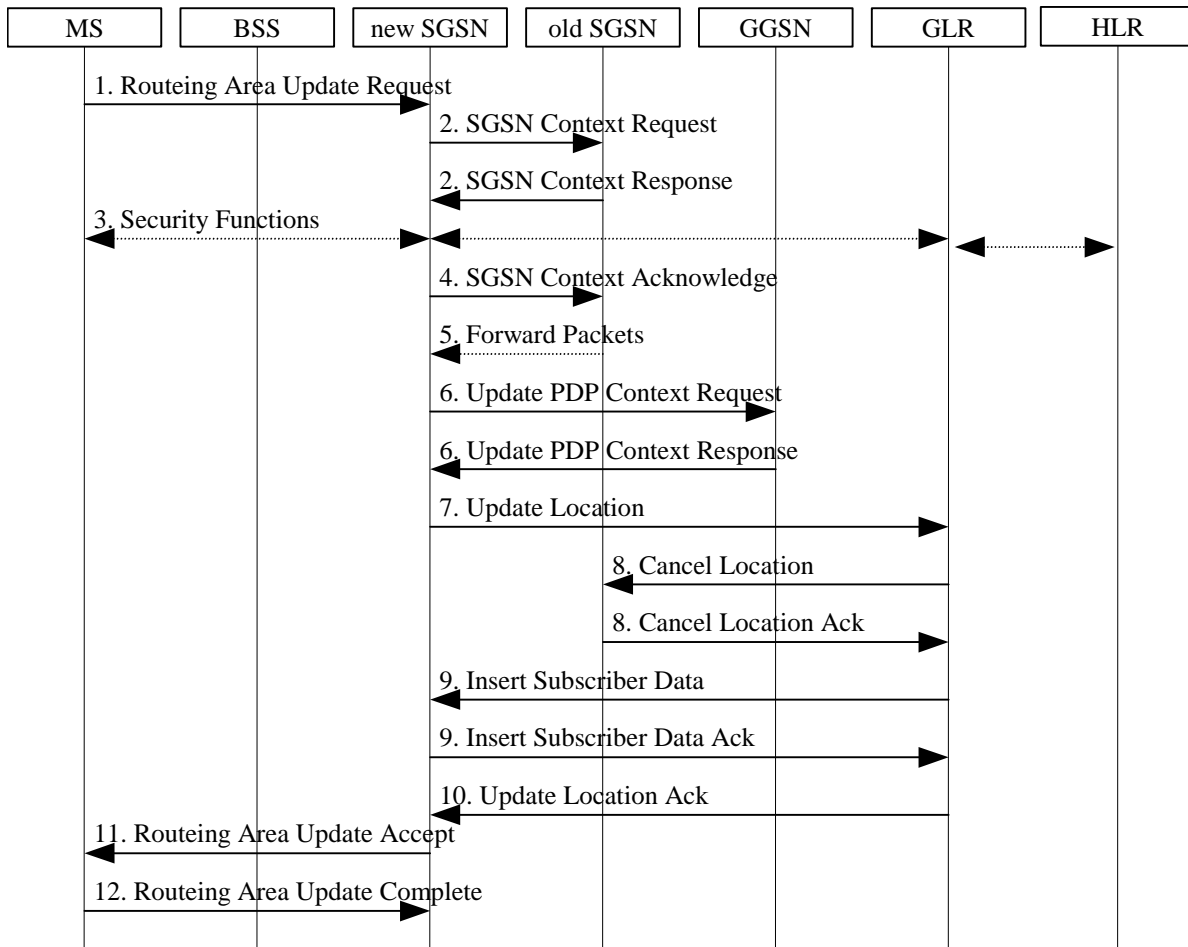 MS
BSS
new SGSN
old SGSN
GGSN
GLR
HLR
1. Routeing Area Update Request
2. SGSN Context Request
2. SGSN Context Response
3. Security Functions
4. SGSN Context Acknowledge
5. Forward Packets
6. Update PDP Context Request
6. Update PDP Context Response
7. Update Location
8. Cancel Location
8. Cancel Location Ack
9. Insert Subscriber Data
9. Insert Subscriber Data Ack
10. Update Location Ack
11. Routeing Area Update Accept
12. Routeing Area Update Complete